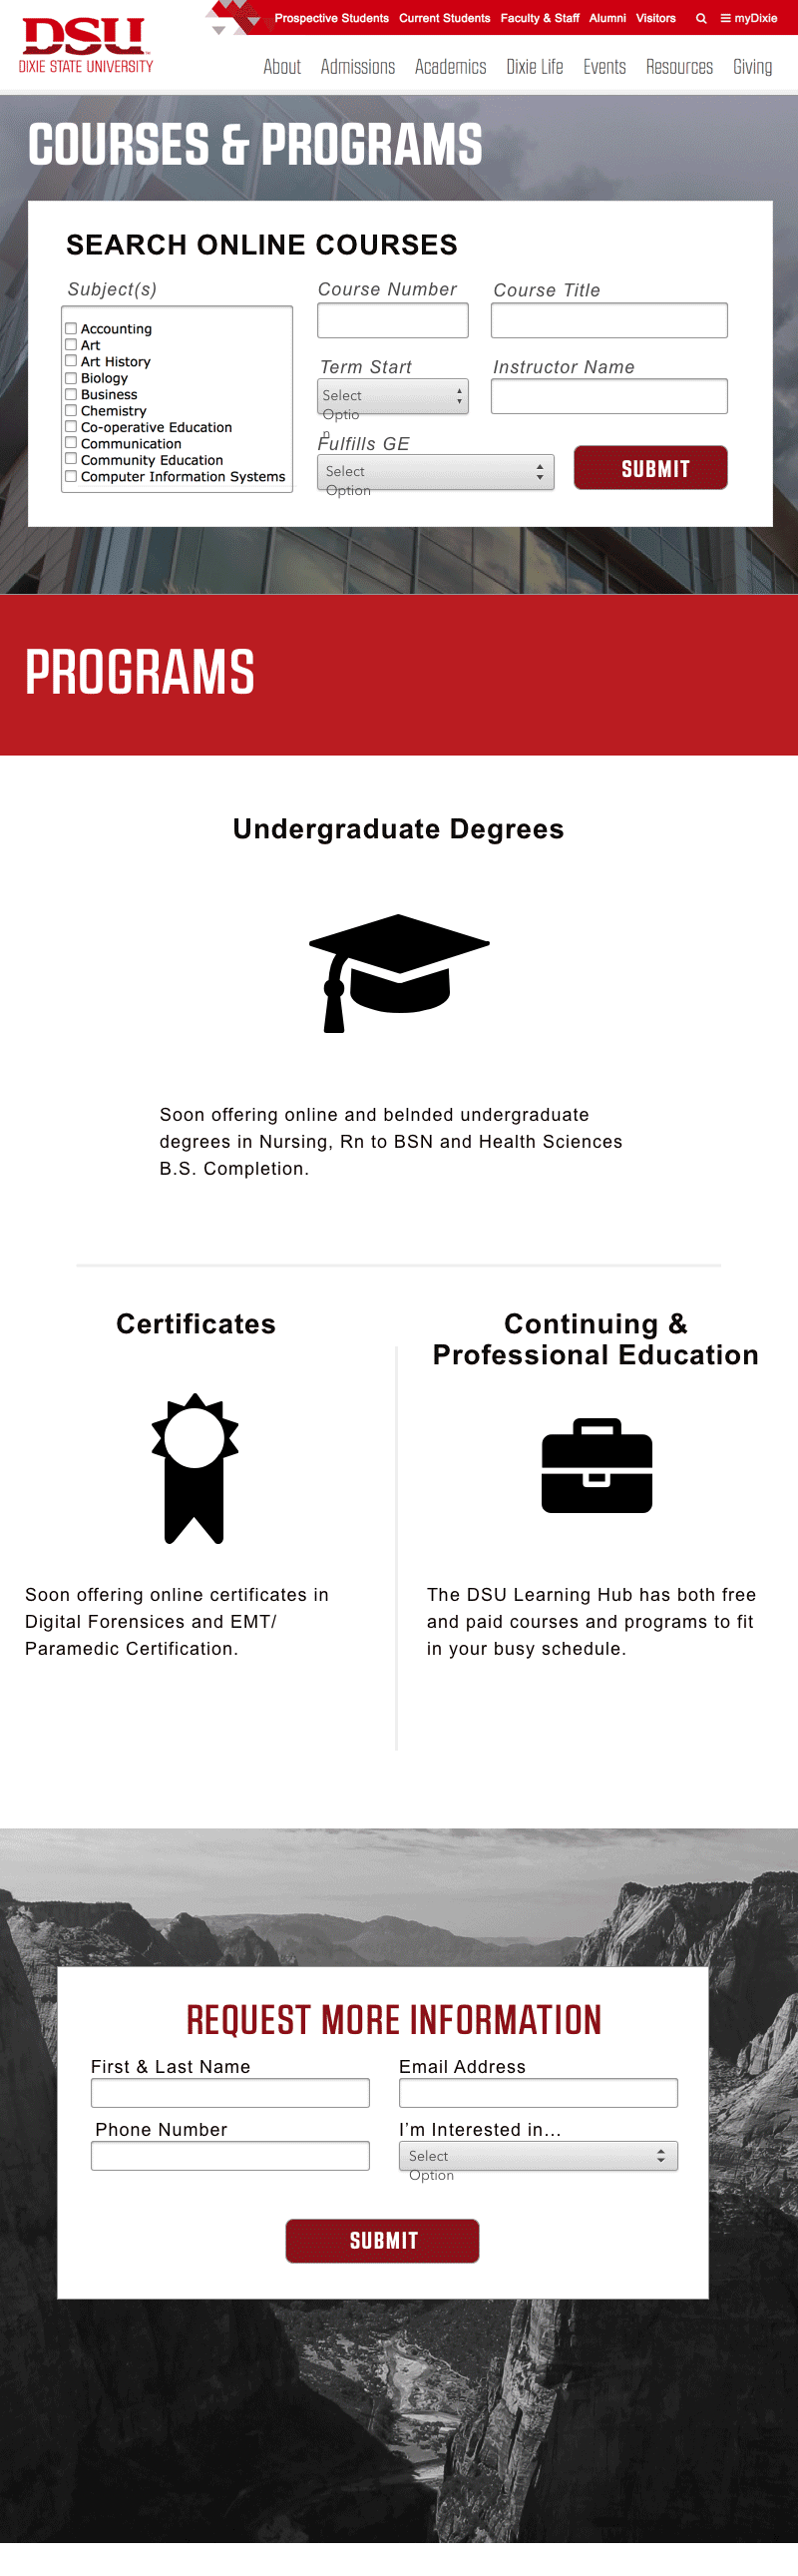 Prospective Students Current Students Faculty & Staff Alumni Visitors myDixie
DSU
DIXIE STATE UNIVERSITY
About Admissions Academics Dixie Life Events Resources Giving
COURSES & PROGRAMS
SEARCH ONLINE COURSES
Subject(s)
Accounting
Art
Art History
Biology
Business
Chemistry
Co-operative Education
Communication
Community Education
Computer Information Systems
Course Number
Course Title
Term Start
Select
Optio
n
Instructor Name
Fulfills GE
Select
Option
SUBMIT
PROGRAMS
Undergraduate Degrees
Soon offering online and belnded undergraduate
degrees in Nursing, Rn to BSN and Health Sciences
B.S. Completion.
Certificates
Soon offering online certificates in
Digital Forensices and EMT/
Paramedic Certification.
Continuing &
Professional Education
The DSU Learning Hub has both free
and paid courses and programs to fit
in your busy schedule.
REQUEST MORE INFORMATION
First & Last Name
Email Address
Phone Number
I'm Interested in...
Select
Option
SUBMIT